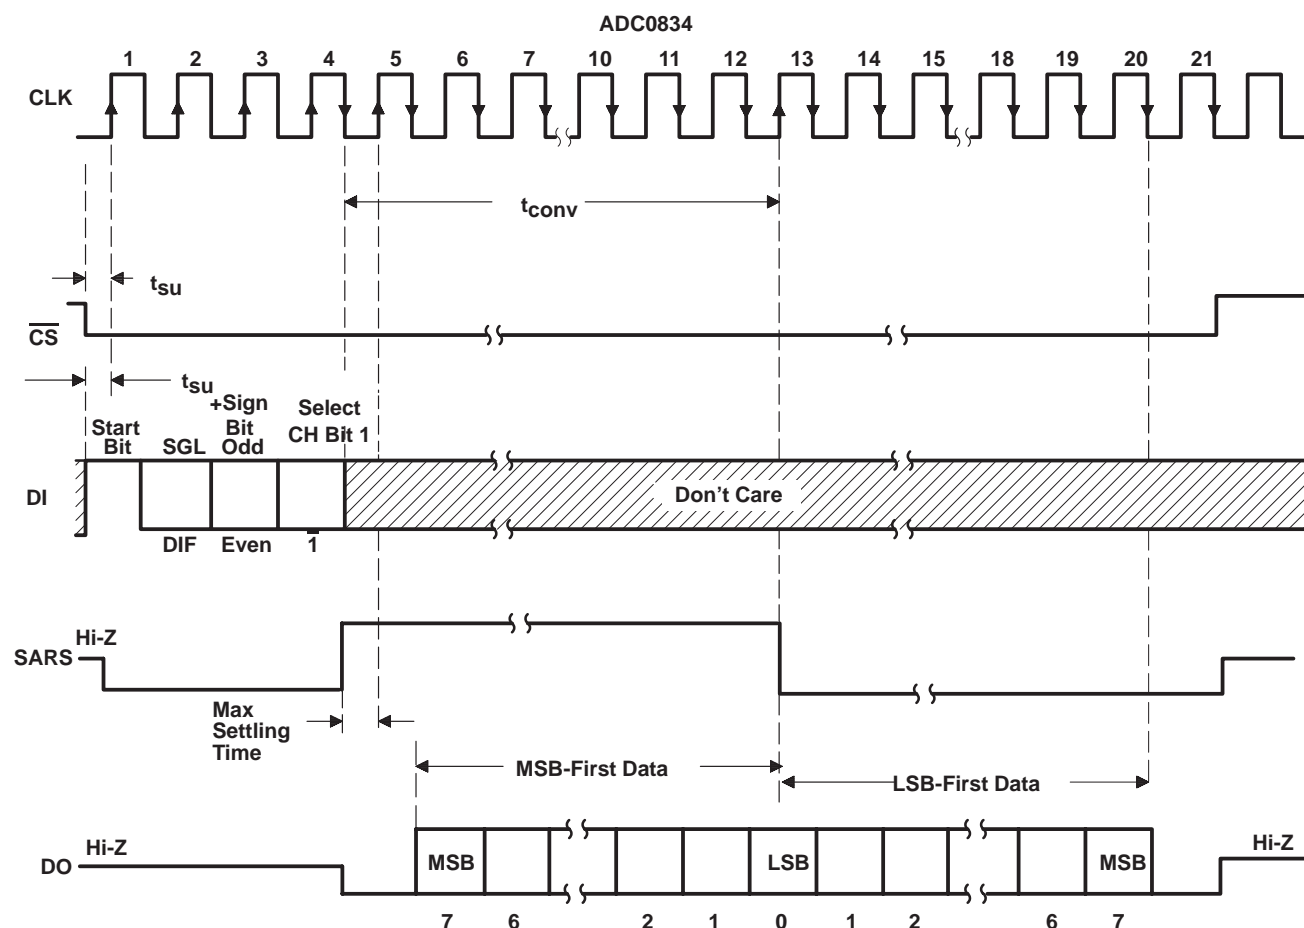 ADC0834
1 2 3 4 5 6 7 10 11 12 13 14 15 18 19 20 21
CLK
tconv
tsu
CS
tsu
+Sign
Bit
Odd
Select
CH Bit 1
Start
Bit
SGL
DI
Don't Care
DIF Even 1
Hi-Z
SARS
Max
Settling
Time
MSB-First Data
LSB-First Data
Hi-Z
DO
MSB LSB MSB
Hi-Z
7 6 2 1 0 1 2 6 7